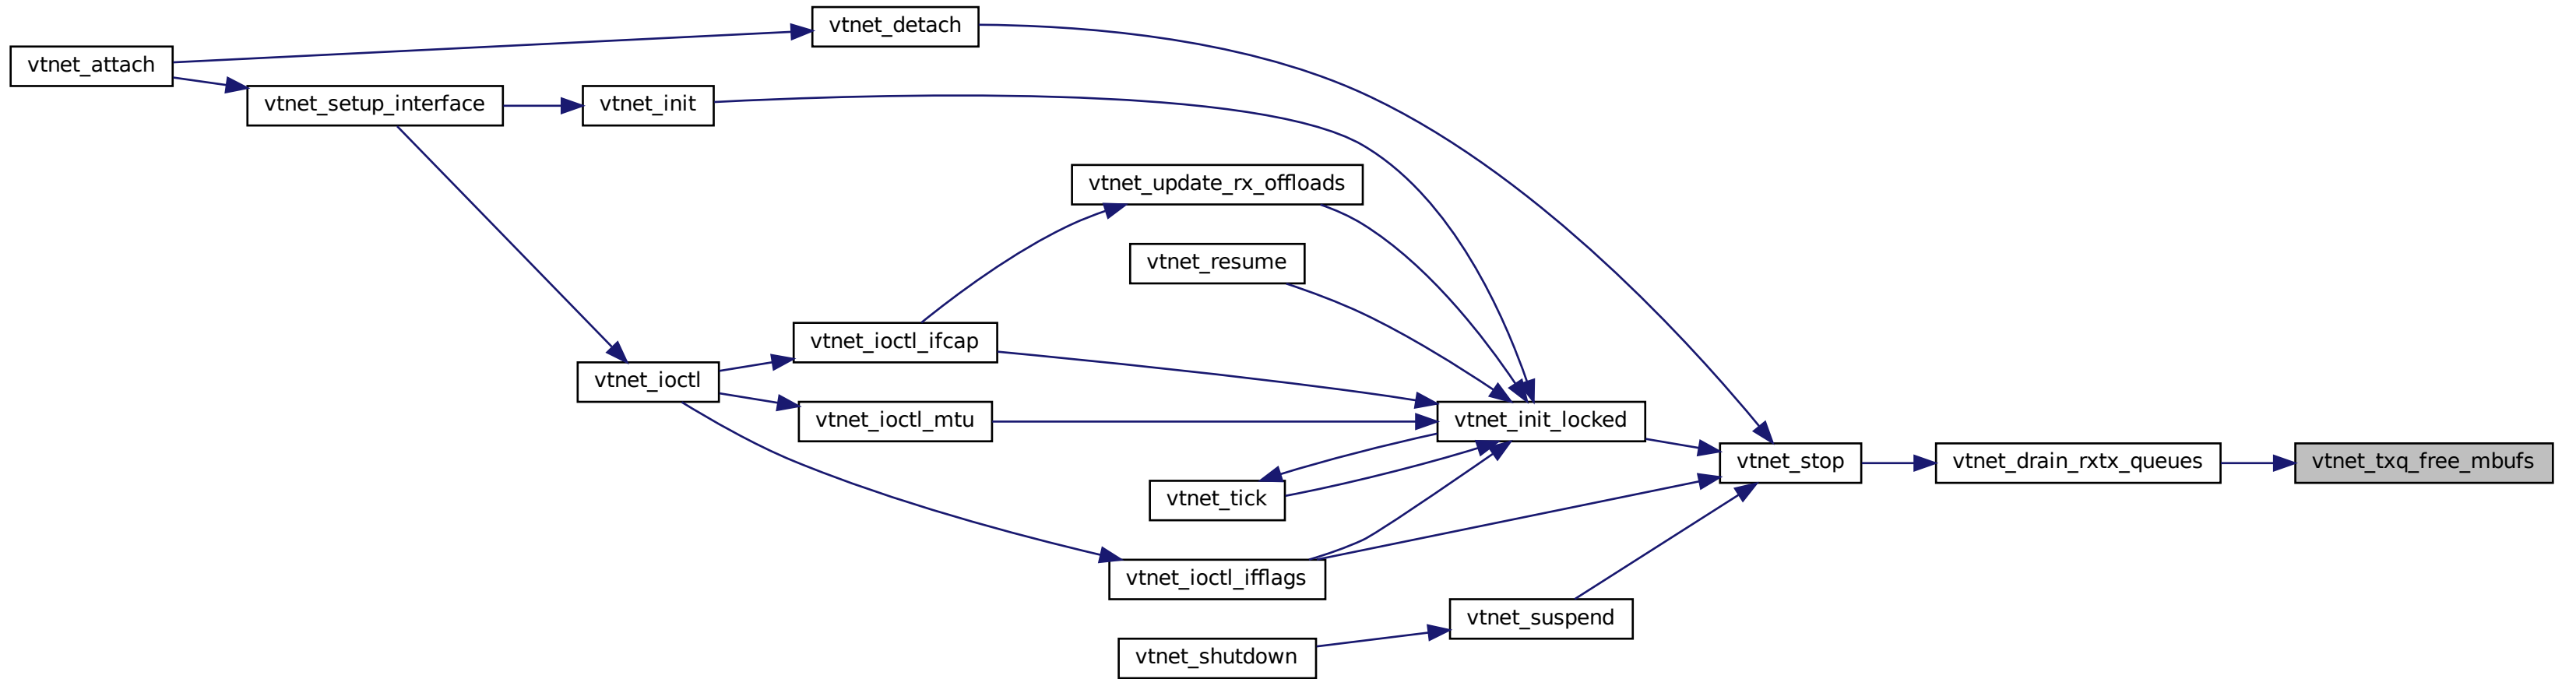 vtnet_detach
vtnet_attach
vtnet_setup_interface
vtnet_init
vtnet_update_rx_offloads
vtnet_resume
vtnet_ioctl_ifcap
vtnet_ioctl
vtnet_ioctl_mtu
vtnet_init_locked
vtnet_stop
vtnet_drain_rxtx_queues
vtnet_txq_free_mbufs
vtnet_tick
vtnet_ioctl_ifflags
vtnet_suspend
vtnet_shutdown